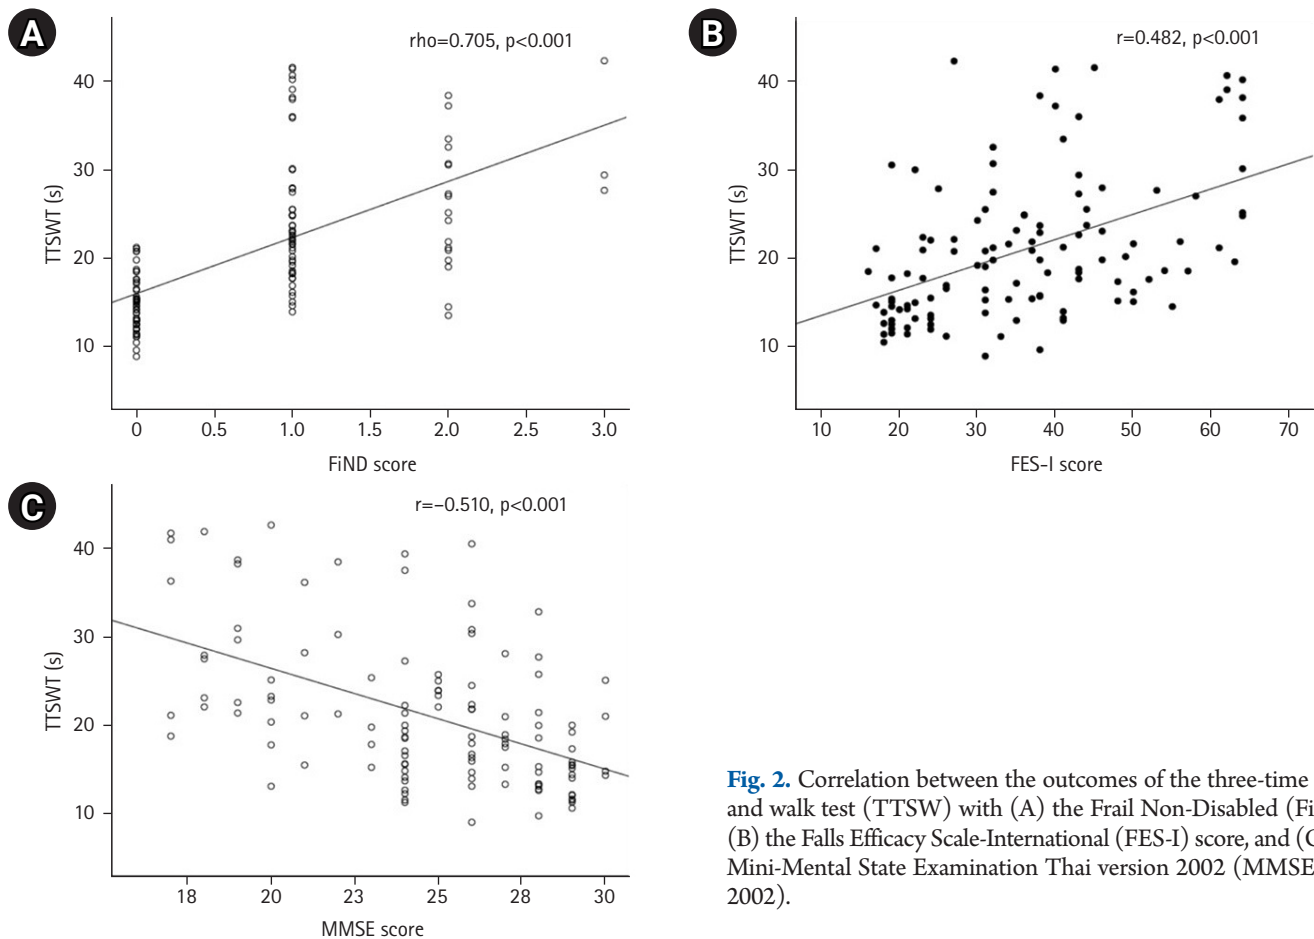 A
rho=0.705, p<0.001
TTSWT (s)
40
30
20
10
0
0.5
1.0
1.5
2.0
2.5
3.0
FiND score
B
r=0.482, p<0.001
TTSWT (s)
40
30
20
10
10
20
30
40
50
60
70
FES-I score
C
r=−0.510, p<0.001
TTSWT (s)
40
30
20
10
18
20
23
25
28
30
MMSE score
Fig. 2. Correlation between the outcomes of the three-time
and walk test (TTSW) with (A) the Frail Non-Disabled (Fi
(B) the Falls Efficacy Scale-International (FES-I) score, and (C
Mini-Mental State Examination Thai version 2002 (MMSE
2002).